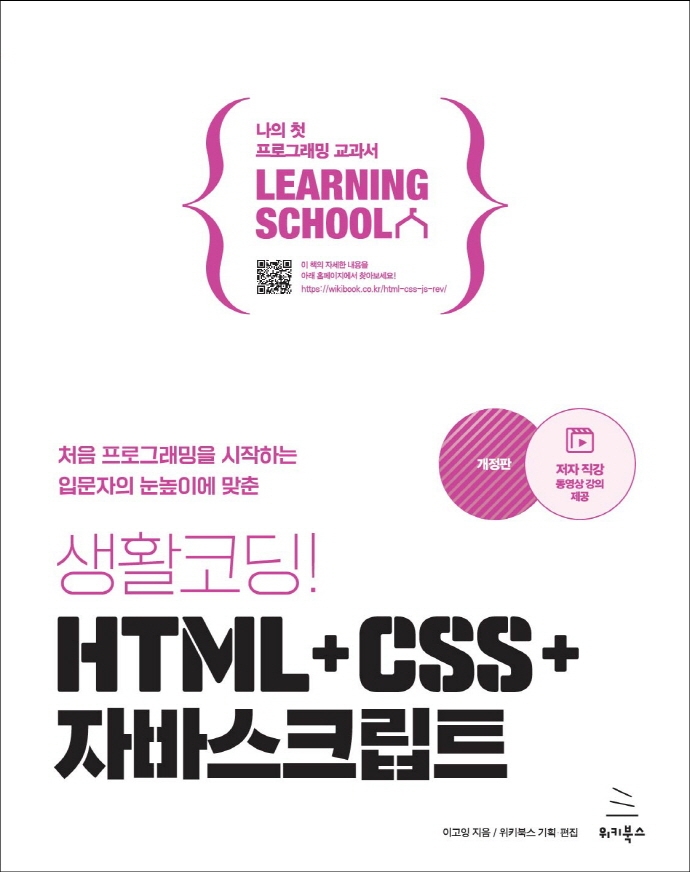 나의 첫
프로그래밍 교과서
LEARNING
SCHOOL
이 책의 자세한 내용을
아래 홈페이지에서 찾아보세요!
https://wikibook.co.kr/html-css-js-rev/
처음 프로그래밍을 시작하는
입문자의 눈높이에 맞춘
개정판
저자 직강
동영상 강의
제공
생활코딩!
HTML+CSS+
자바스크립트
이고잉 지음 / 위키북스 기획·편집
위키북스